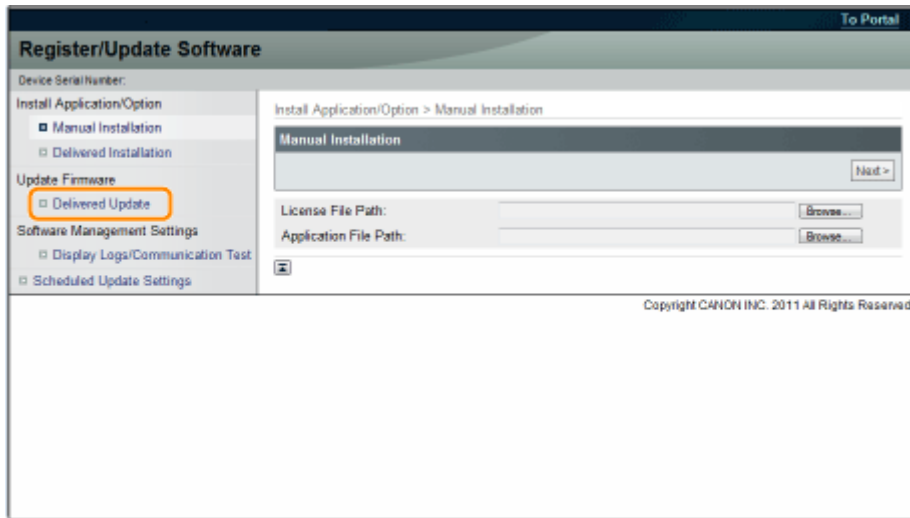 To Portal
Register/Update Software
Device Serial Number:
Install Application/Option
Manual Installation
Delivered Installation
Update Firmware
Delivered Update
Software Management Settings
Display Logs/Communication Test
Scheduled Update Settings
Install Application/Option > Manual Installation
Manual Installation
Next >
License File Path:
Browse...
Application File Path:
Browse...
Copyright CANON INC. 2011 All Rights Reserved